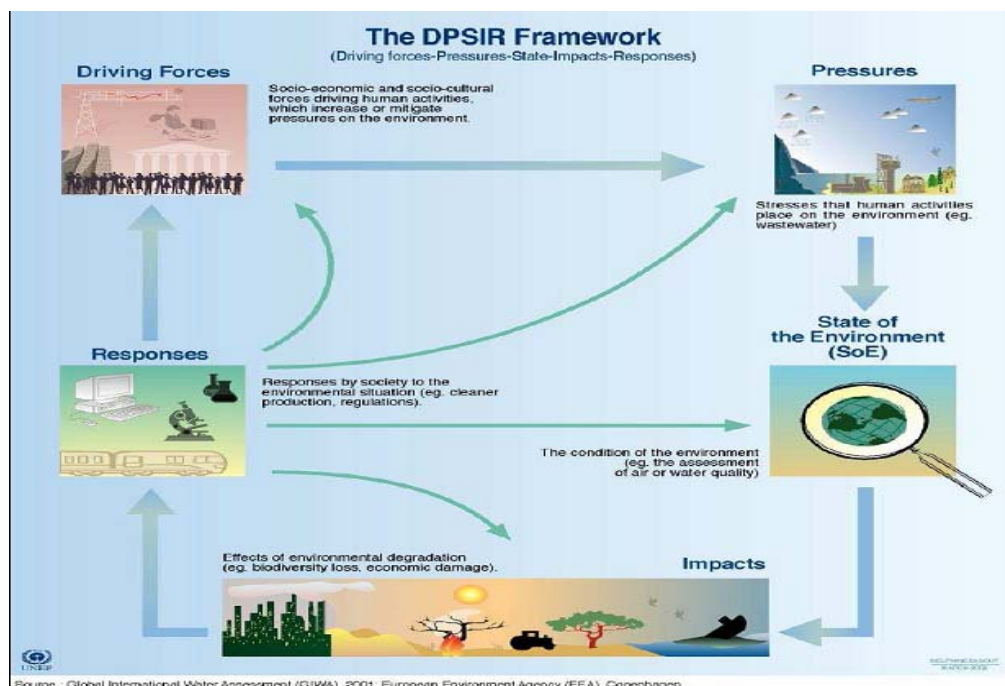 The DPSIR Framework
(Driving forces-Pressures-State-Impacts-Responses)
Driving Forces
Socio-economic and socio-cultural
forces driving human activities,
which increase or mitigate
pressures on the environment.
Pressures
Stresses that human activities
place on the environment (eg.
wastewater)
State of
the Environment
(SoE)
Responses
Responses by society to the
environmental situation (eg. cleaner
production, regulations).
The condition of the environment
(eg. the assessment
of air or water quality)
Effects of environmental degradation
(eg. biodiversity loss, economic damage).
Impacts
UNEP
Source : Global International Water Assessment (GIWA), 2001; European Environment Agency (EEA), Copenhagen